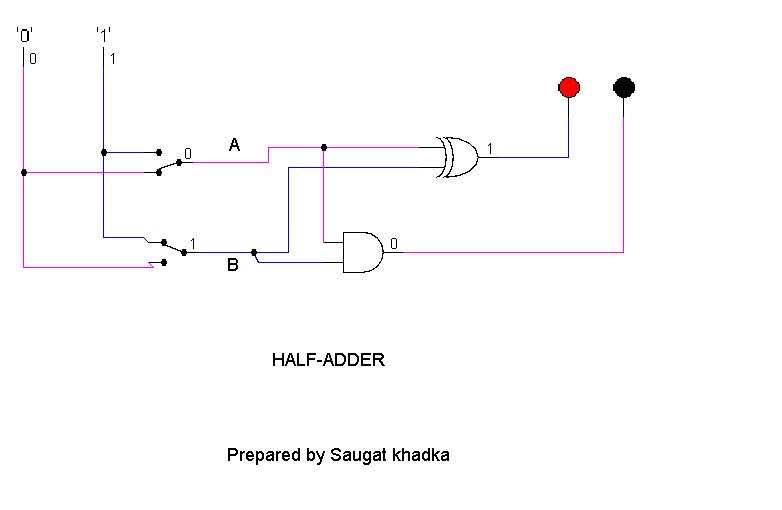 '0' '1'
0 1
A 0 1
1 0
B
HALF-ADDER
Prepared by Saugat khadka